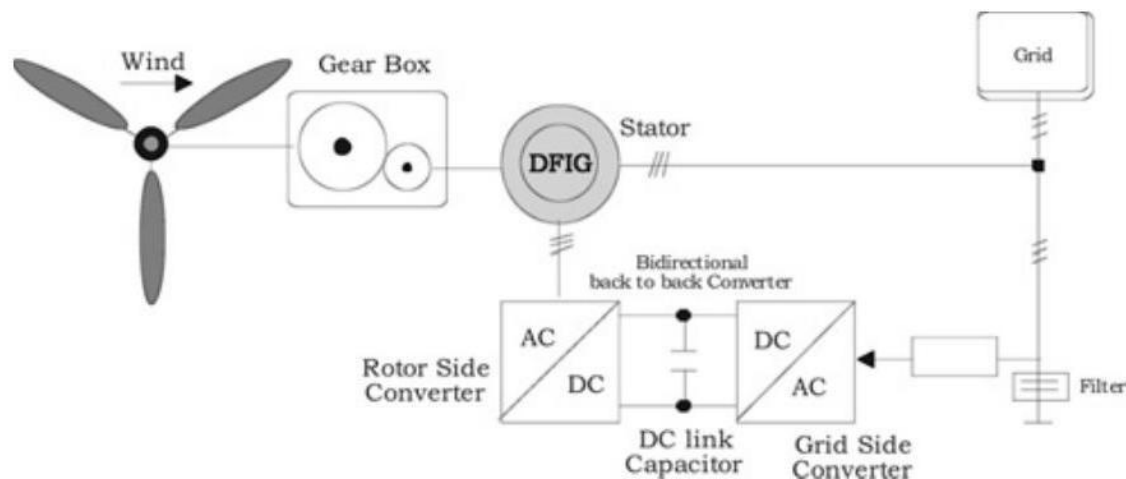 Wind
Gear Box
Grid
Stator
DFIG
Bidirectional
back to back Converter
AC
DC
DC
AC
Rotor Side
Converter
DC link
Capacitor
Grid Side
Converter
Filter